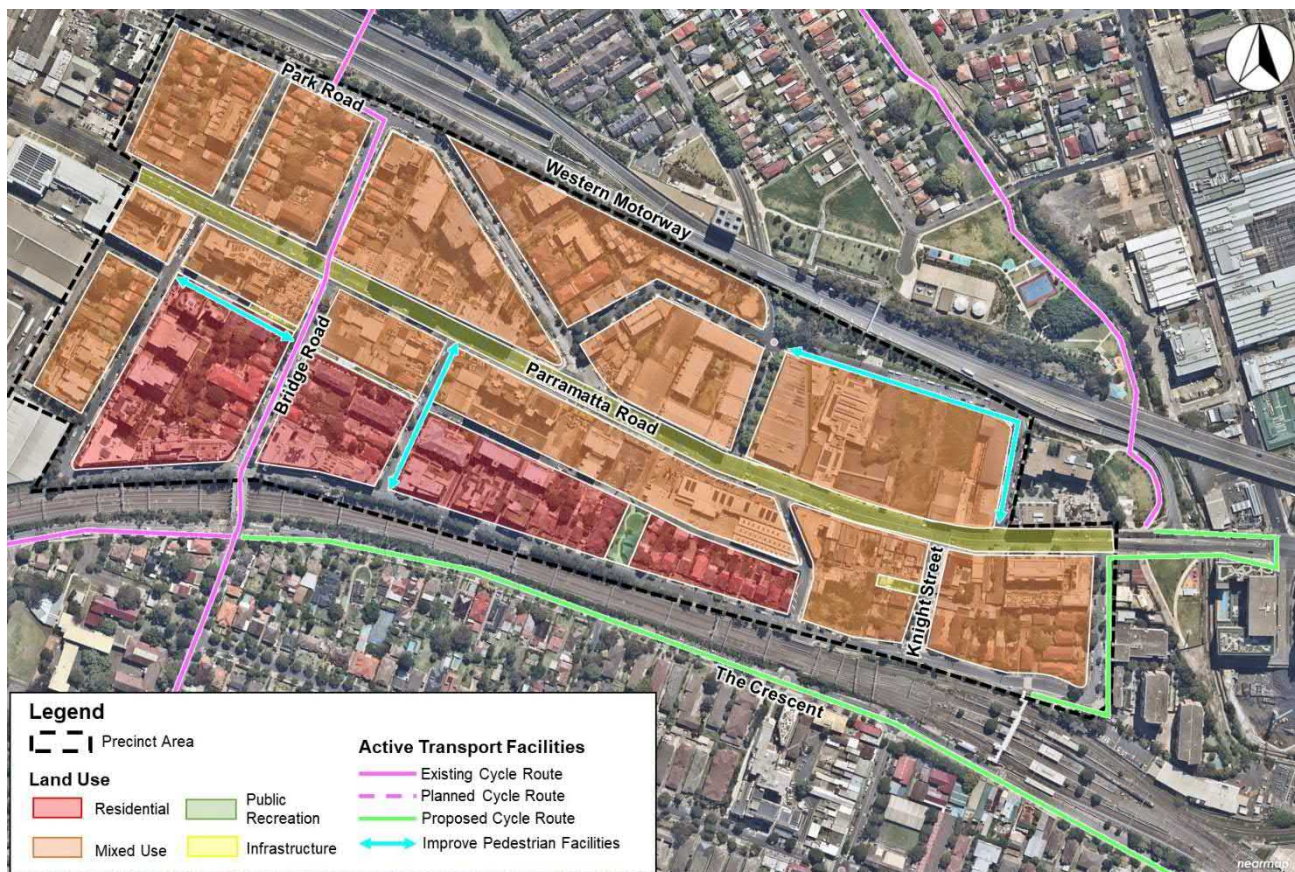 Park Road
Western Motorway
Bridge Road
Parramatta Road
Knight Street
The Crescent
Legend
Precinct Area
Land Use
Residential
Public
Recreation
Mixed Use
Infrastructure
Active Transport Facilities
Existing Cycle Route
Planned Cycle Route
Proposed Cycle Route
Improve Pedestrian Facilities
nearmap